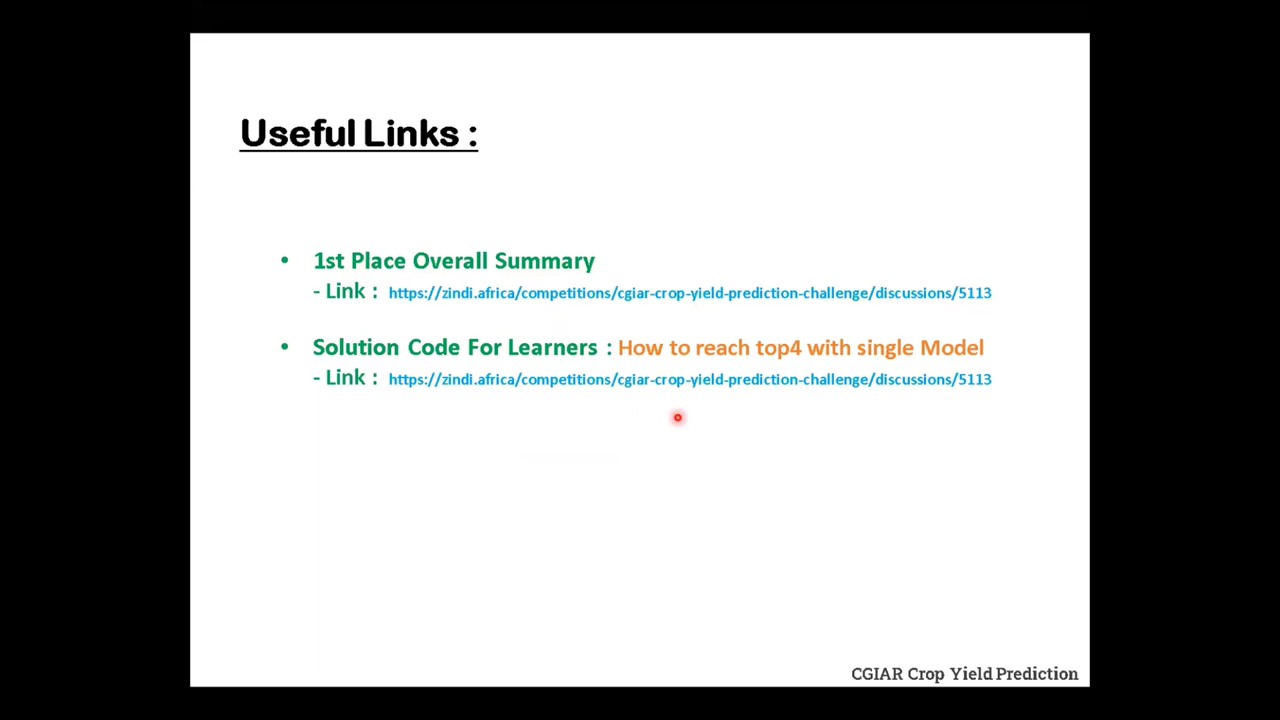 Useful Links :
• 1st Place Overall Summary
- Link : https://zindi.africa/competitions/cgiar-crop-yield-prediction-challenge/discussions/5113
• Solution Code For Learners : How to reach top4 with single Model
- Link : https://zindi.africa/competitions/cgiar-crop-yield-prediction-challenge/discussions/5113
CGIAR Crop Yield Prediction